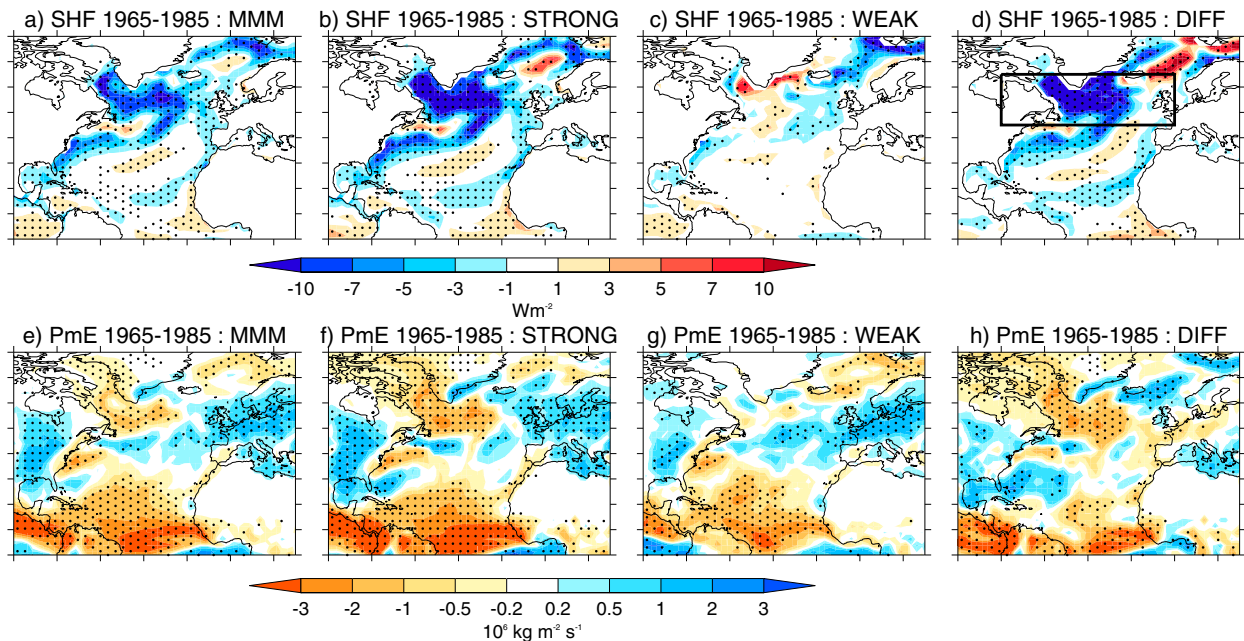 a) SHF 1965-1985 : MMM
b) SHF 1965-1985 : STRONG
c) SHF 1965-1985 : WEAK
d) SHF 1965-1985 : DIFF
-10 -7 -5 -3 -1 1 3 5 7 10
Wm⁻²
e) PmE 1965-1985 : MMM
f) PmE 1965-1985 : STRONG
g) PmE 1965-1985 : WEAK
h) PmE 1965-1985 : DIFF
-3 -2 -1 -0.5 -0.2 0.2 0.5 1 2 3
10⁶ kg m⁻² s⁻¹